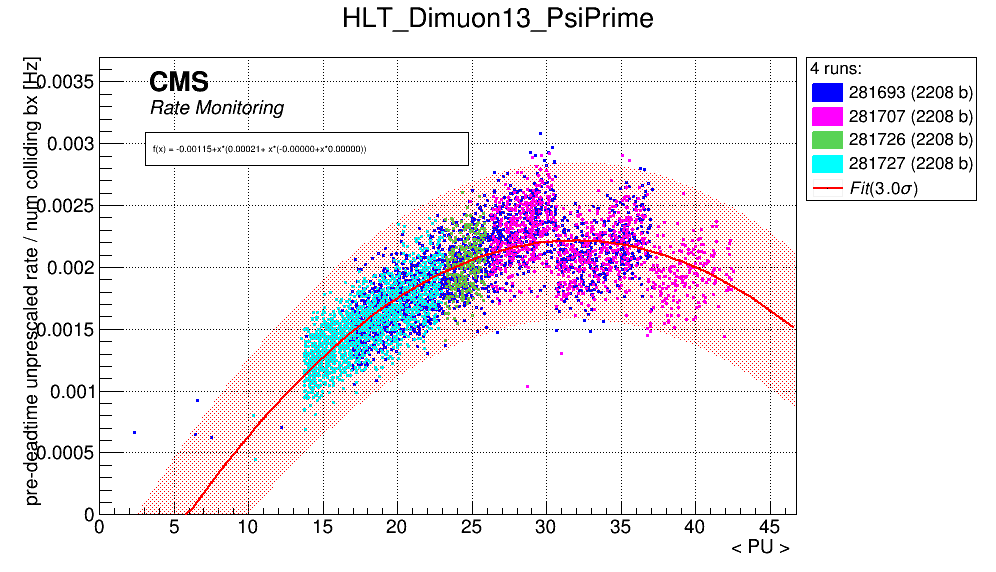 HLT_Dimuon13_PsiPrime
pre-deadtime unprescaled rate / num colliding bx [Hz]
0.0035
0.003
0.0025
0.002
0.0015
0.001
0.0005
0
CMS
Rate Monitoring
f(x) = -0.00115+x*(0.00021+ x*(-0.00000+x*0.00000))
0 5 10 15 20 25 30 35 40 45
< PU >
4 runs:
281693 (2208 b)
281707 (2208 b)
281726 (2208 b)
281727 (2208 b)
Fit(3.0σ)